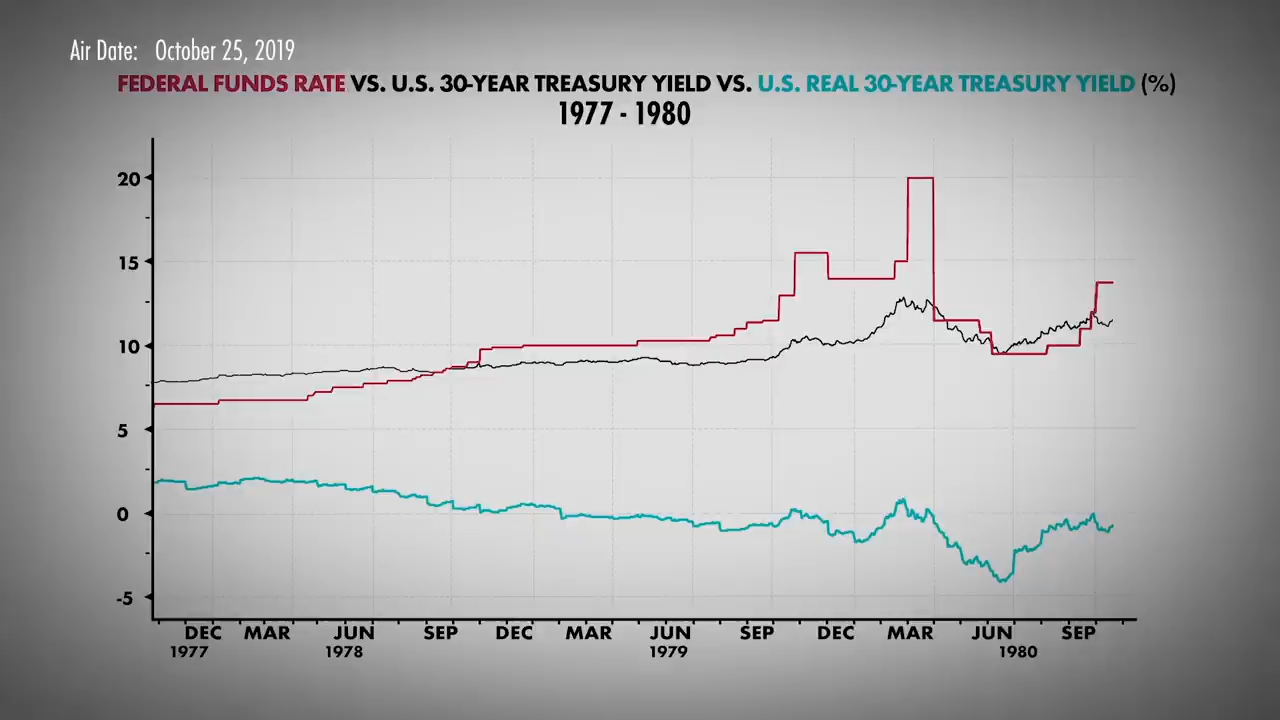 Air Date: October 25, 2019
FEDERAL FUNDS RATE VS. U.S. 30-YEAR TREASURY YIELD VS. U.S. REAL 30-YEAR TREASURY YIELD (%)
1977 - 1980
20
15
10
5
0
-5
DEC MAR JUN SEP DEC MAR JUN SEP DEC MAR JUN SEP
1977 1978 1979 1980